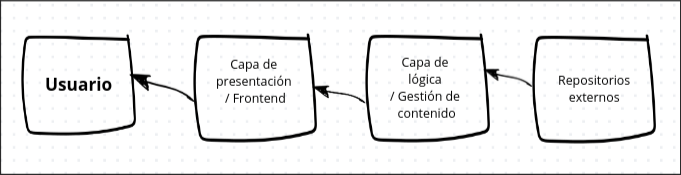 Usuario
Capa de
presentación
/ Frontend
Capa de
lógica
/ Gestión de
contenido
Repositorios
externos